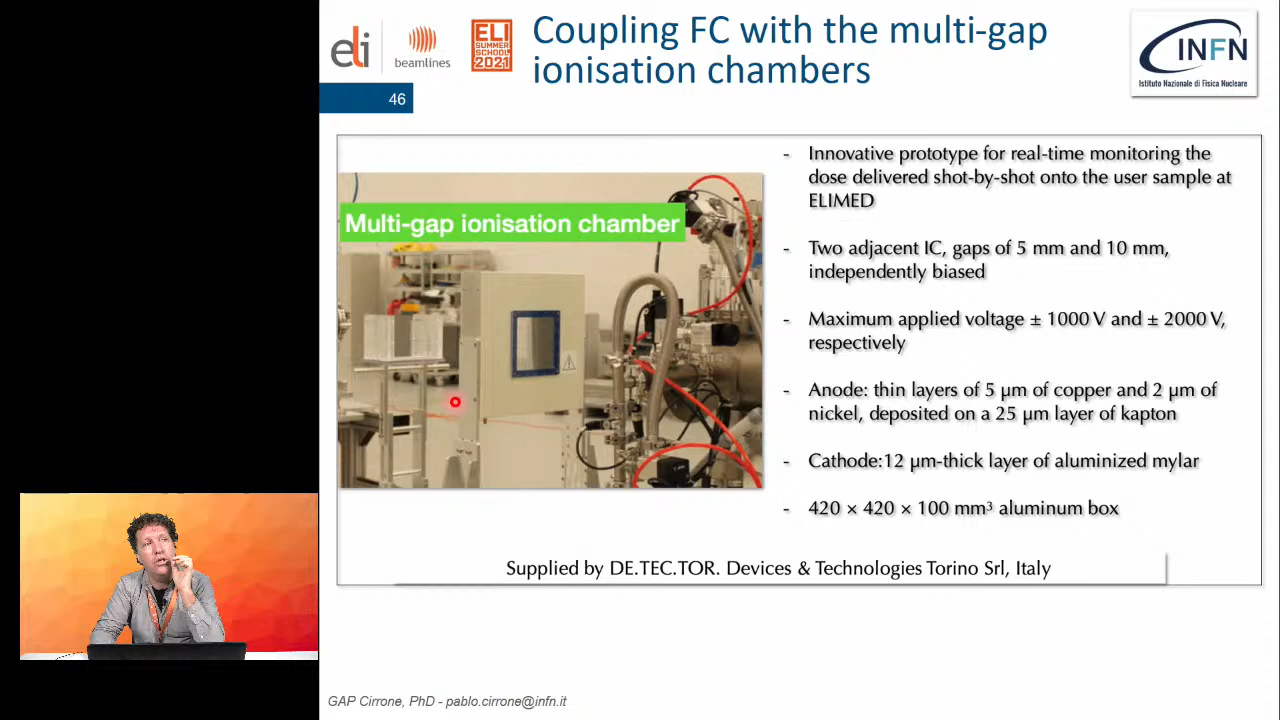 eli
beamlines
ELI
SUMMER
SCHOOL
2021
Coupling FC with the multi-gap
ionisation chambers
INFN
Istituto Nazionale di Fisica Nucleare
46
Multi-gap ionisation chamber
- Innovative prototype for real-time monitoring the
dose delivered shot-by-shot onto the user sample at
ELIMED
- Two adjacent IC, gaps of 5 mm and 10 mm,
independently biased
- Maximum applied voltage ± 1000 V and ± 2000 V,
respectively
- Anode: thin layers of 5 µm of copper and 2 µm of
nickel, deposited on a 25 µm layer of kapton
- Cathode:12 µm-thick layer of aluminized mylar
- 420 × 420 × 100 mm³ aluminum box
Supplied by DE.TEC.TOR. Devices & Technologies Torino Srl, Italy
GAP Cirrone, PhD - pablo.cirrone@infn.it